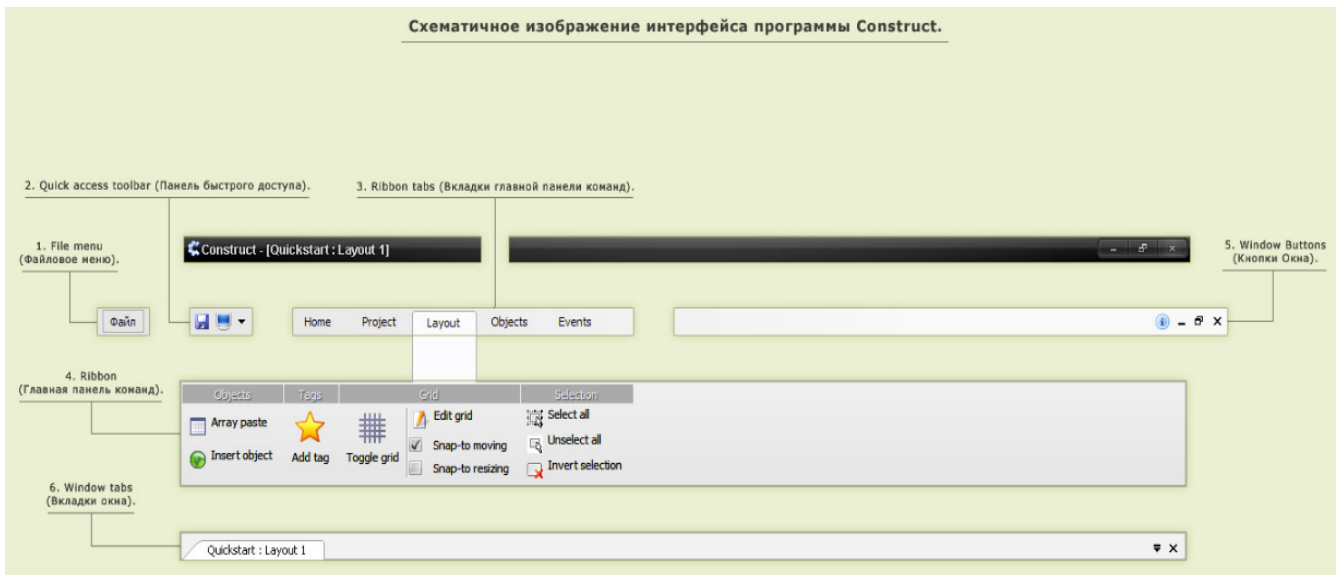 Схематичное изображение интерфейса программы Construct.
2. Quick access toolbar (Панель быстрого доступа).
3. Ribbon tabs (Вкладки главной панели команд).
1. File menu
(Файловое меню).
Construct - [Quickstart : Layout 1]
5. Window Buttons
(Кнопки Окна).
Файл
Home Project Layout Objects Events
4. Ribbon
(Главная панель команд).
Objects Tags Grid Selection
Array paste
Insert object
Add tag
Toggle grid
Edit grid
Snap-to moving
Snap-to resizing
Select all
Unselect all
Invert selection
6. Window tabs
(Вкладки окна).
Quickstart : Layout 1